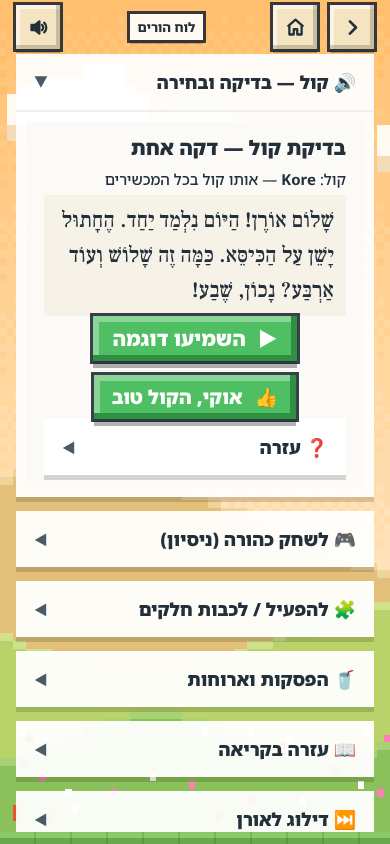 לוח הורים
🔊 קול — בדיקה ובחירה
בדיקת קול — דקה אחת
קול: Kore — אותו קול בכל המכשירים
שָׁלוֹם אוֹרֶן! הַיּוֹם נִלְמַד יַחַד. הֶחָתוּל
יָשֵׁן עַל הַכִּיסֵּא. כַּמָּה זֶה שָׁלוֹשׁ וְעוֹד
אַרְבַּע? נָכוֹן, שֶׁבַע!
▶ השמיעו דוגמה
👍 אוקי, הקול טוב
❓ עזרה
🎮 לשחק כהורה (ניסיון)
🧩 להפעיל / לכבות חלקים
🥤 הפסקות וארוחות
📖 עזרה בקריאה
⏩ דילוג לאורן